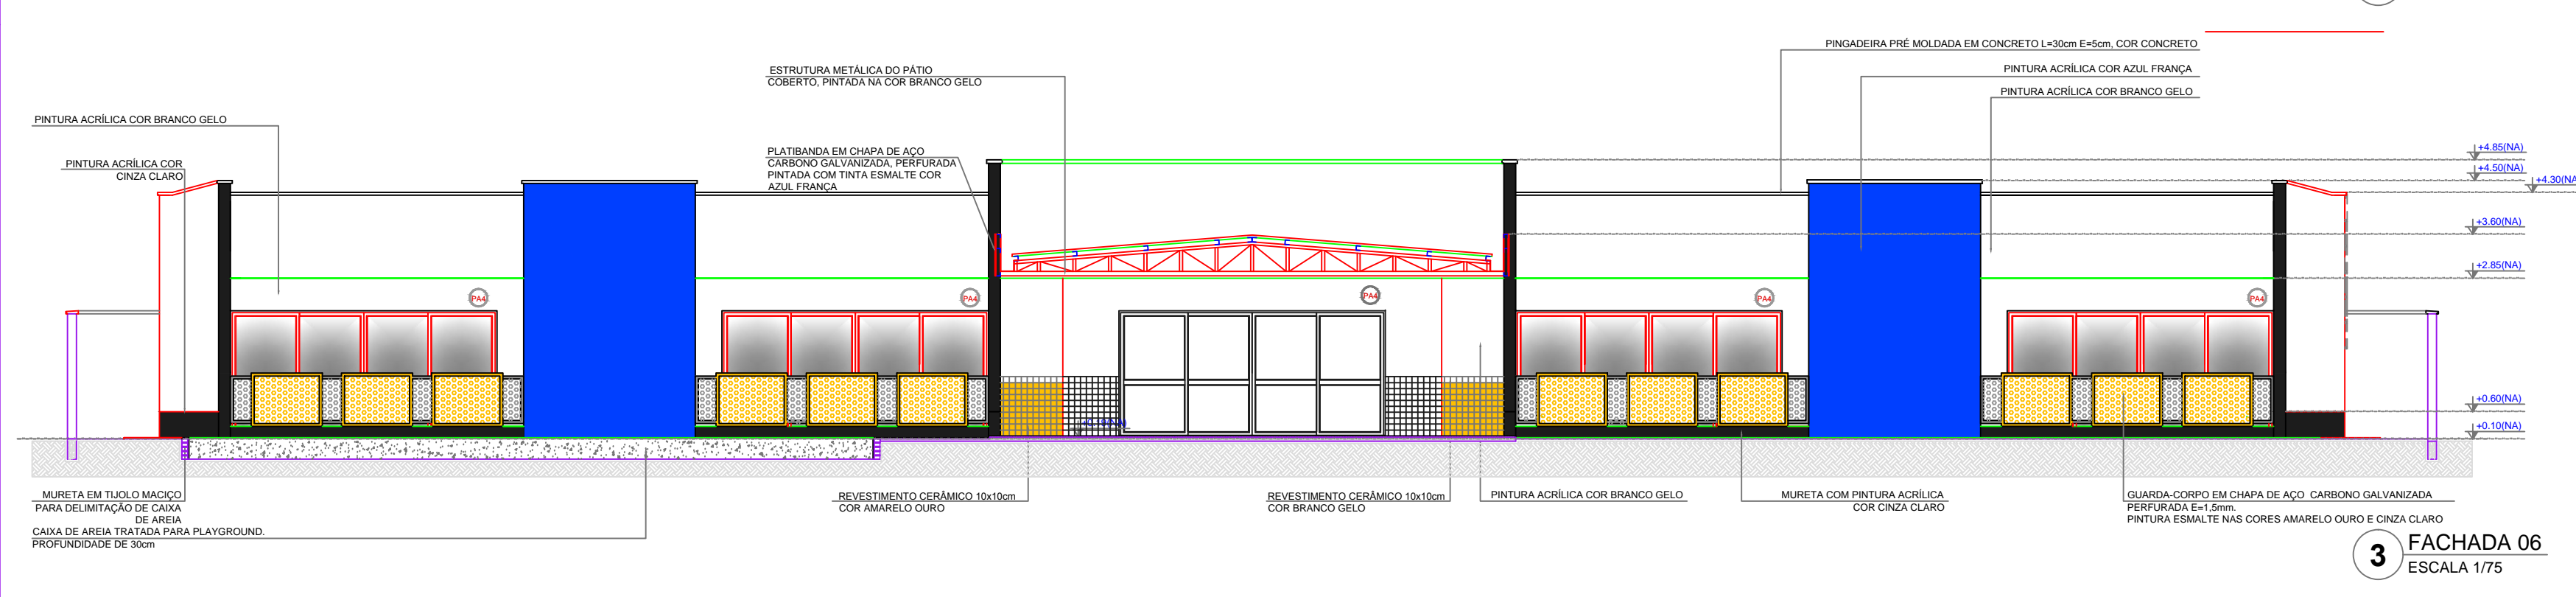 PINGADEIRA PRÉ MOLDADA EM CONCRETO L=30cm E=5cm, COR CONCRETO
ESTRUTURA METÁLICA DO PÁTIO
COBERTO, PINTADA NA COR BRANCO GELO
PINTURA ACRÍLICA COR AZUL FRANÇA
PINTURA ACRÍLICA COR BRANCO GELO
PINTURA ACRÍLICA COR BRANCO GELO
PINTURA ACRÍLICA COR
CINZA CLARO
PLATIBANDA EM CHAPA DE AÇO
CARBONO GALVANIZADA, PERFURADA
PINTADA COM TINTA ESMALTE COR
AZUL FRANÇA
+4.85(NA)
+4.50(NA)
+4.30(NA
+3.60(NA)
+2.85(NA)
PA4
PA4
PA4
PA4
PA4
+0.60(NA)
+0.10(NA)
MURETA EM TIJOLO MACIÇO
PARA DELIMITAÇÃO DE CAIXA
DE AREIA
CAIXA DE AREIA TRATADA PARA PLAYGROUND.
PROFUNDIDADE DE 30cm
REVESTIMENTO CERÂMICO 10x10cm
COR AMARELO OURO
REVESTIMENTO CERÂMICO 10x10cm
COR BRANCO GELO
PINTURA ACRÍLICA COR BRANCO GELO
MURETA COM PINTURA ACRÍLICA
COR CINZA CLARO
GUARDA-CORPO EM CHAPA DE AÇO CARBONO GALVANIZADA
PERFURADA E=1,5mm.
PINTURA ESMALTE NAS CORES AMARELO OURO E CINZA CLARO
3 FACHADA 06
ESCALA 1/75